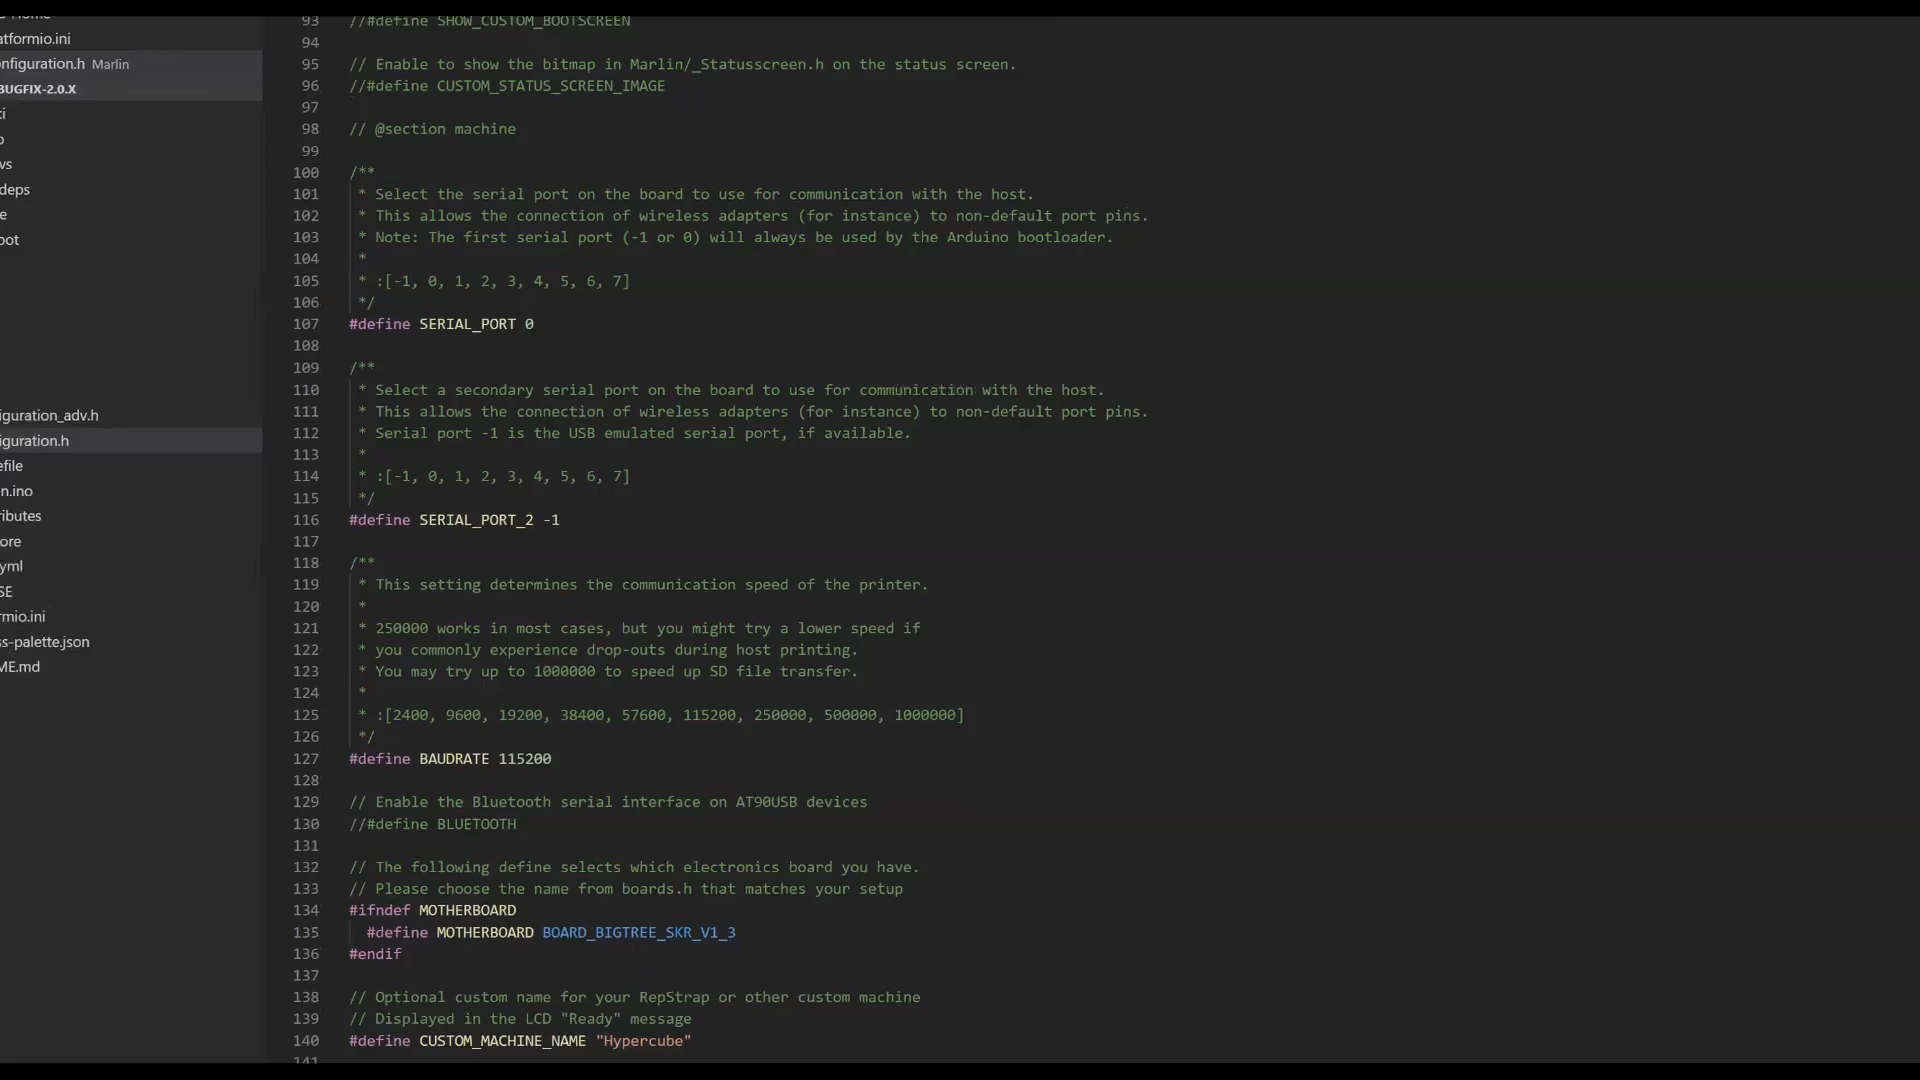 atformio.ini
nfiguration.h Marlin
BUGFIX-2.0.X
ci
vs
deps
e
oot
iguration_adv.h
iguration.h
efile
n.ino
ributes
ore
yml
SE
rmio.ini
ss-palette.json
ME.md
93 //#define SHOW_CUSTOM_BOOTSCREEN
94
95 // Enable to show the bitmap in Marlin/_Statusscreen.h on the status screen.
96 //#define CUSTOM_STATUS_SCREEN_IMAGE
97
98 // @section machine
99
100 /**
101 * Select the serial port on the board to use for communication with the host.
102 * This allows the connection of wireless adapters (for instance) to non-default port pins.
103 * Note: The first serial port (-1 or 0) will always be used by the Arduino bootloader.
104 *
105 * :[-1, 0, 1, 2, 3, 4, 5, 6, 7]
106 */
107 #define SERIAL_PORT 0
108
109 /**
110 * Select a secondary serial port on the board to use for communication with the host.
111 * This allows the connection of wireless adapters (for instance) to non-default port pins.
112 * Serial port -1 is the USB emulated serial port, if available.
113 *
114 * :[-1, 0, 1, 2, 3, 4, 5, 6, 7]
115 */
116 #define SERIAL_PORT_2 -1
117
118 /**
119 * This setting determines the communication speed of the printer.
120 *
121 * 250000 works in most cases, but you might try a lower speed if
122 * you commonly experience drop-outs during host printing.
123 * You may try up to 1000000 to speed up SD file transfer.
124 *
125 * :[2400, 9600, 19200, 38400, 57600, 115200, 250000, 500000, 1000000]
126 */
127 #define BAUDRATE 115200
128
129 // Enable the Bluetooth serial interface on AT90USB devices
130 //#define BLUETOOTH
131
132 // The following define selects which electronics board you have.
133 // Please choose the name from boards.h that matches your setup
134 #ifndef MOTHERBOARD
135 #define MOTHERBOARD BOARD_BIGTREE_SKR_V1_3
136 #endif
137
138 // Optional custom name for your RepStrap or other custom machine
139 // Displayed in the LCD "Ready" message
140 #define CUSTOM_MACHINE_NAME "Hypercube"
141